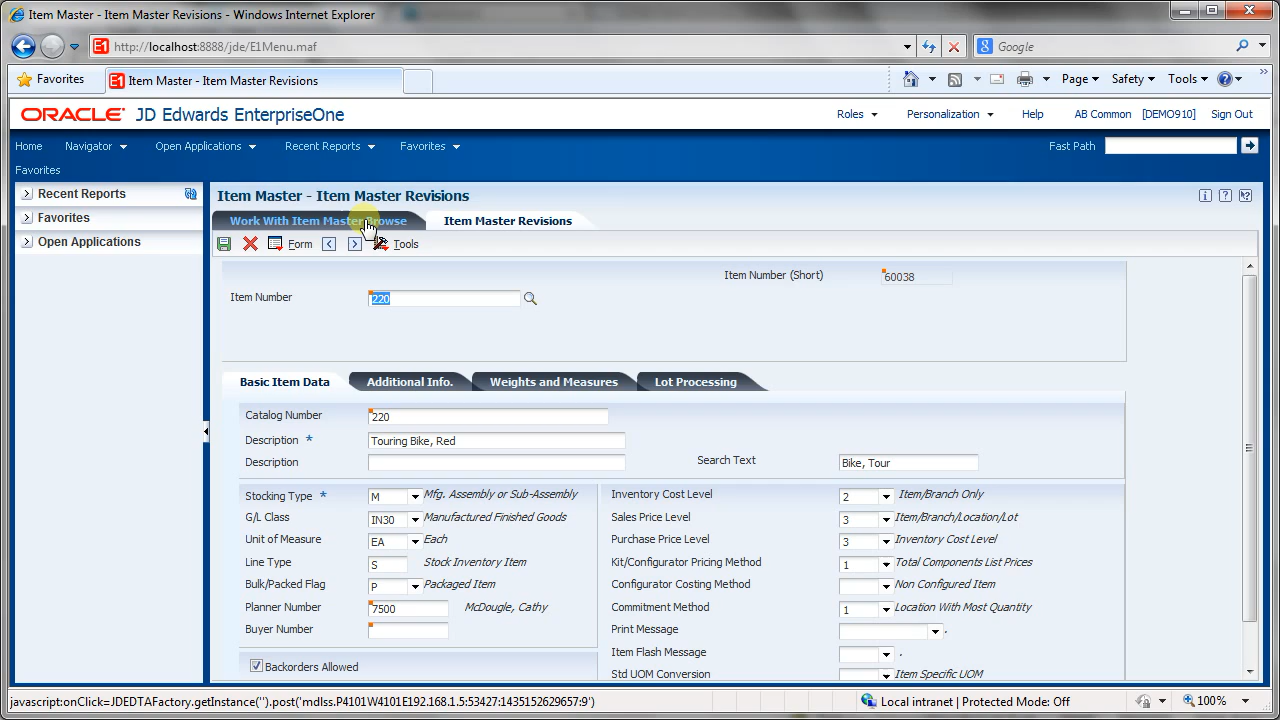 Item Master - Item Master Revisions - Windows Internet Explorer
E1 http://localhost:8888/jde/E1Menu.maf Google
Favorites E1 Item Master - Item Master Revisions Page Safety Tools
ORACLE JD Edwards EnterpriseOne Roles Personalization Help AB Common [DEMO910] Sign Out
Home Navigator Open Applications Recent Reports Favorites Fast Path
Favorites
Recent Reports
Favorites
Open Applications
Item Master - Item Master Revisions
Work With Item Master Browse Item Master Revisions
Form Tools
Item Number (Short) 60038
Item Number 220
Basic Item Data Additional Info. Weights and Measures Lot Processing
Catalog Number 220
Description * Touring Bike, Red
Description Search Text Bike, Tour
Stocking Type * M Mfg. Assembly or Sub-Assembly Inventory Cost Level 2 Item/Branch Only
G/L Class IN30 Manufactured Finished Goods Sales Price Level 3 Item/Branch/Location/Lot
Unit of Measure EA Each Purchase Price Level 3 Inventory Cost Level
Line Type S Stock Inventory Item Kit/Configurator Pricing Method 1 Total Components List Prices
Bulk/Packed Flag P Packaged Item Configurator Costing Method Non Configured Item
Planner Number 7500 McDougle, Cathy Commitment Method 1 Location With Most Quantity
Buyer Number Print Message .
Item Flash Message .
Backorders Allowed Std UOM Conversion Item Specific UOM
javascript:onClick=JDEDTAFactory.getInstance('').post('mdlss.P4101W4101E192.168.1.5:53427:1435152629657:9') Local intranet | Protected Mode: Off 100%